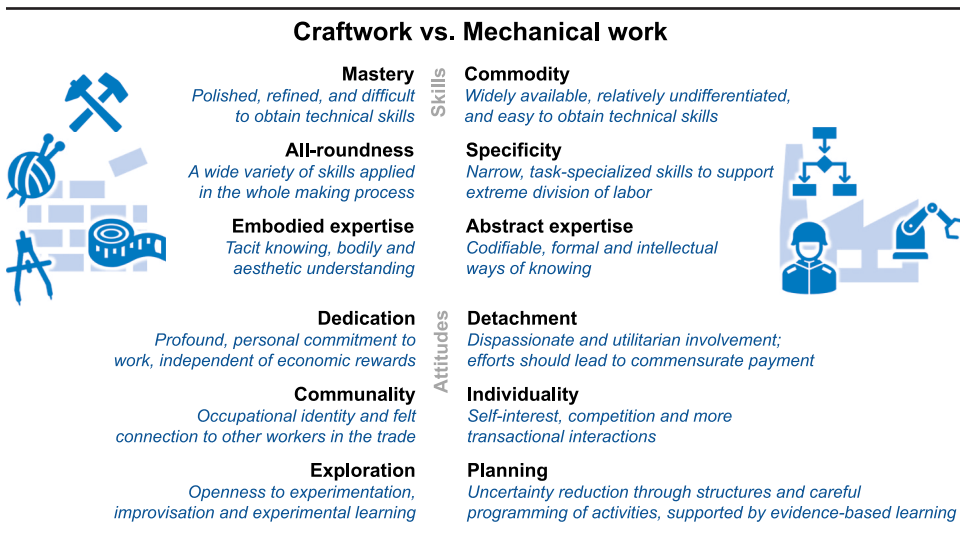 Craftwork vs. Mechanical work
Skills
Mastery
Polished, refined, and difficult
to obtain technical skills
Commodity
Widely available, relatively undifferentiated,
and easy to obtain technical skills
All-roundness
A wide variety of skills applied
in the whole making process
Specificity
Narrow, task-specialized skills to support
extreme division of labor
Embodied expertise
Tacit knowing, bodily and
aesthetic understanding
Abstract expertise
Codifiable, formal and intellectual
ways of knowing
Attitudes
Dedication
Profound, personal commitment to
work, independent of economic rewards
Detachment
Dispassionate and utilitarian involvement;
efforts should lead to commensurate payment
Communality
Occupational identity and felt
connection to other workers in the trade
Individuality
Self-interest, competition and more
transactional interactions
Exploration
Openness to experimentation,
improvisation and experimental learning
Planning
Uncertainty reduction through structures and careful
programming of activities, supported by evidence-based learning